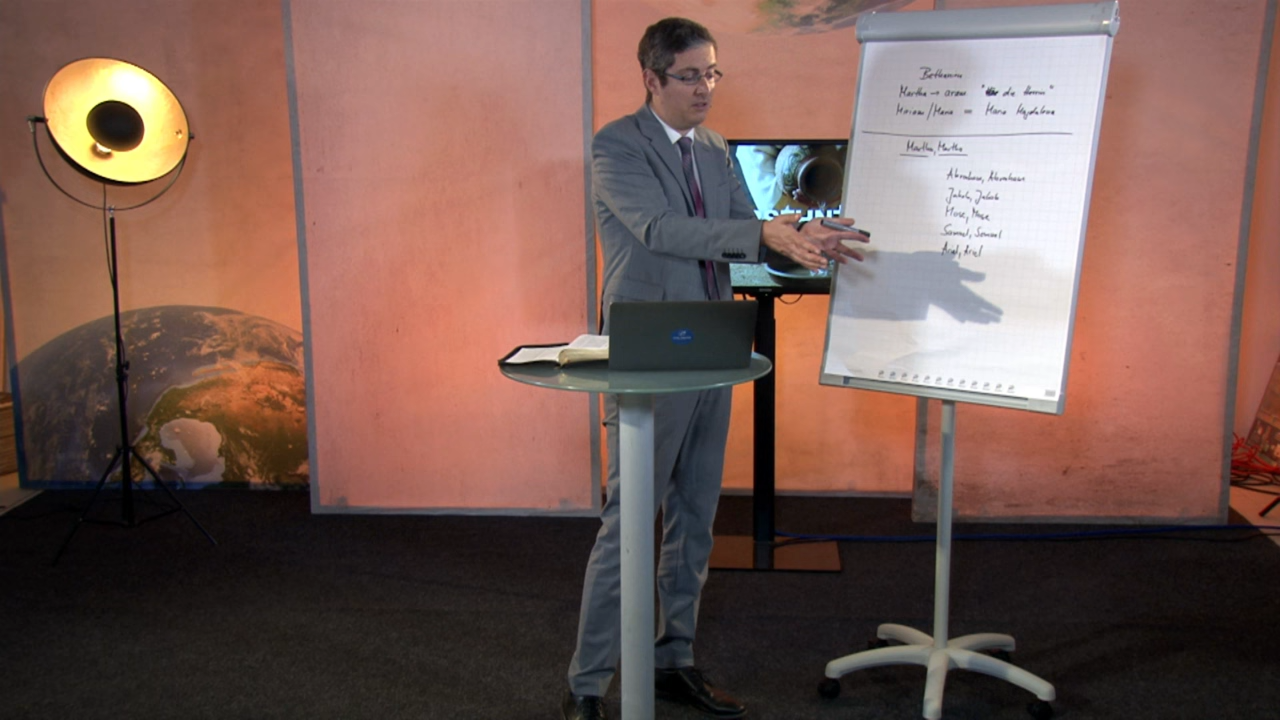 Bethanien
Martha → aram "die Herrin"
Miriam/Maria = Maria Magdalena
Martha, Martha
Abraham, Abraham
Jakob, Jakob
Mose, Mose
Samuel, Samuel
Ariel, Ariel